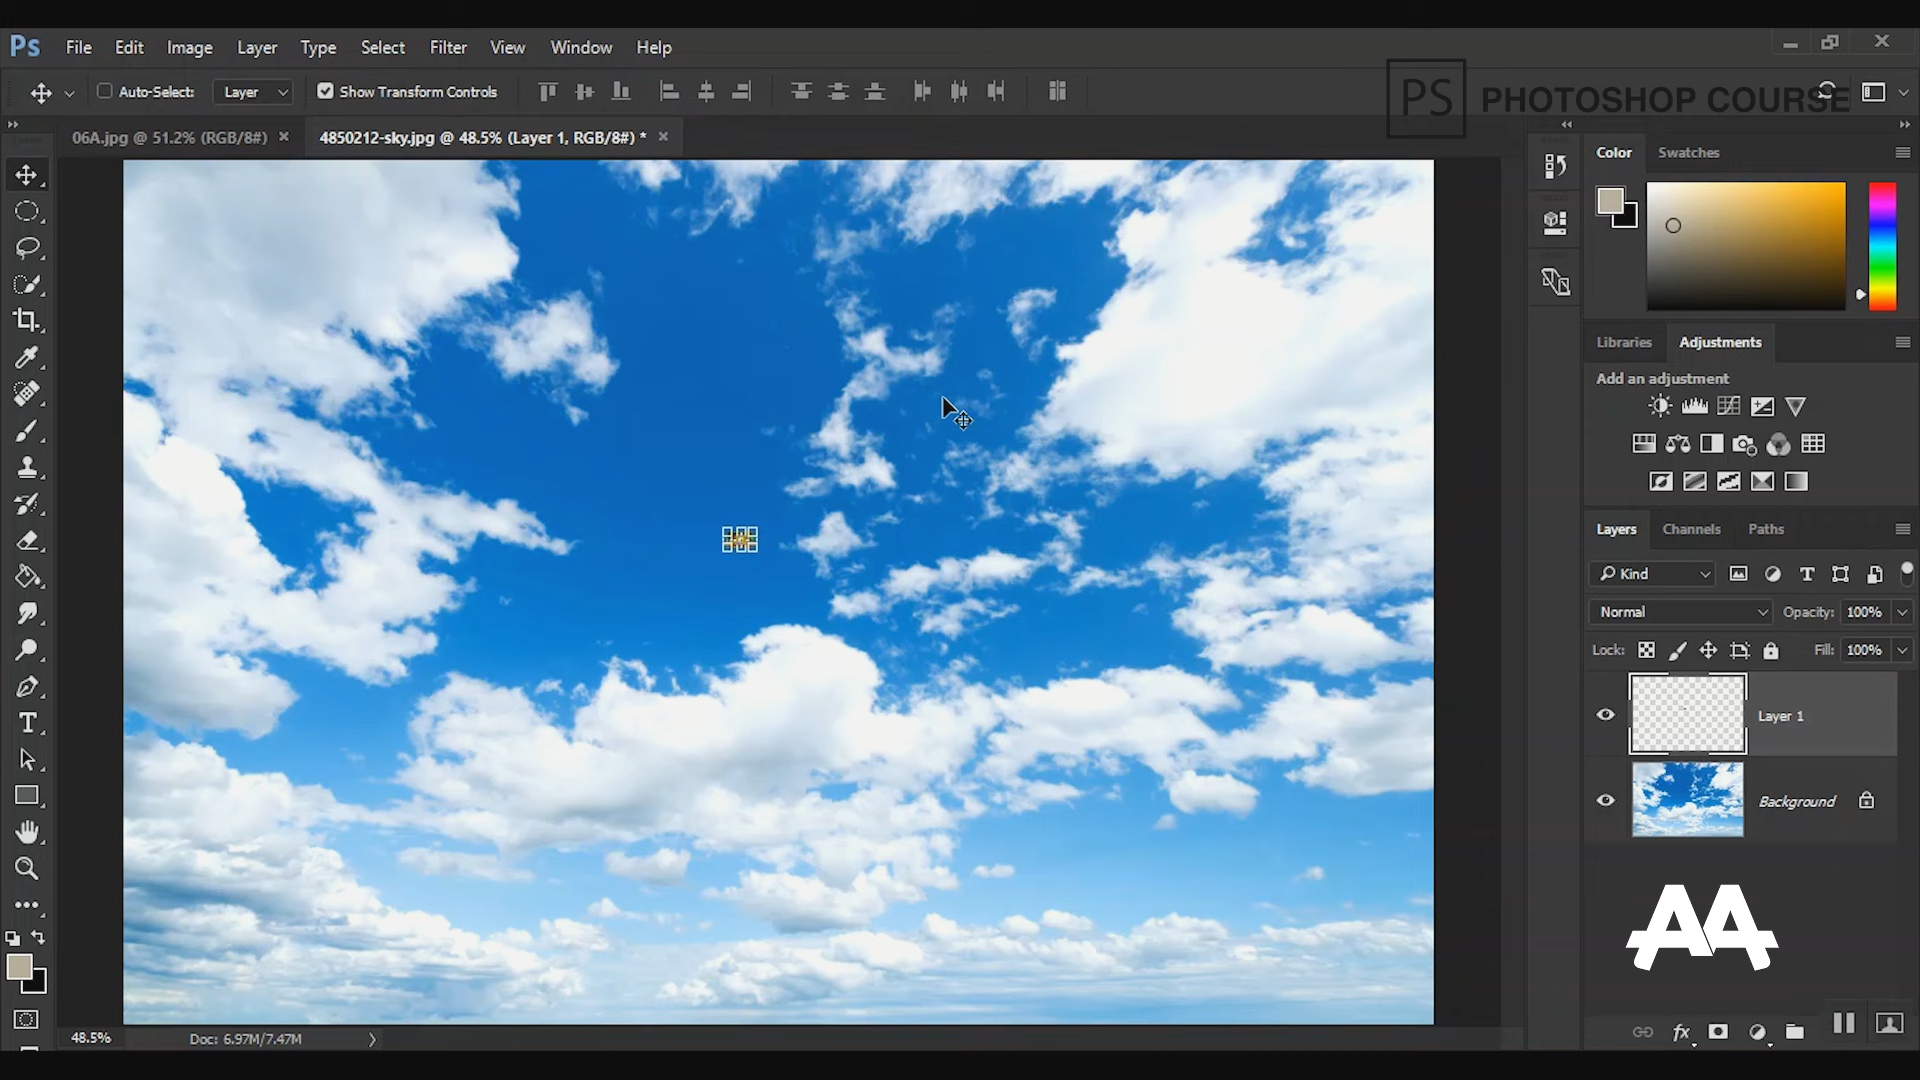 Ps File Edit Image Layer Type Select Filter View Window Help
Auto-Select: Layer Show Transform Controls
PS PHOTOSHOP COURSE
06A.jpg @ 51.2% (RGB/8#) × 4850212-sky.jpg @ 48.5% (Layer 1, RGB/8#) * ×
Color Swatches
Libraries Adjustments
Add an adjustment
Layers Channels Paths
Kind
Normal Opacity: 100%
Lock: Fill: 100%
Layer 1
Background
AA
fx
48.5% Doc: 6.97M/7.47M